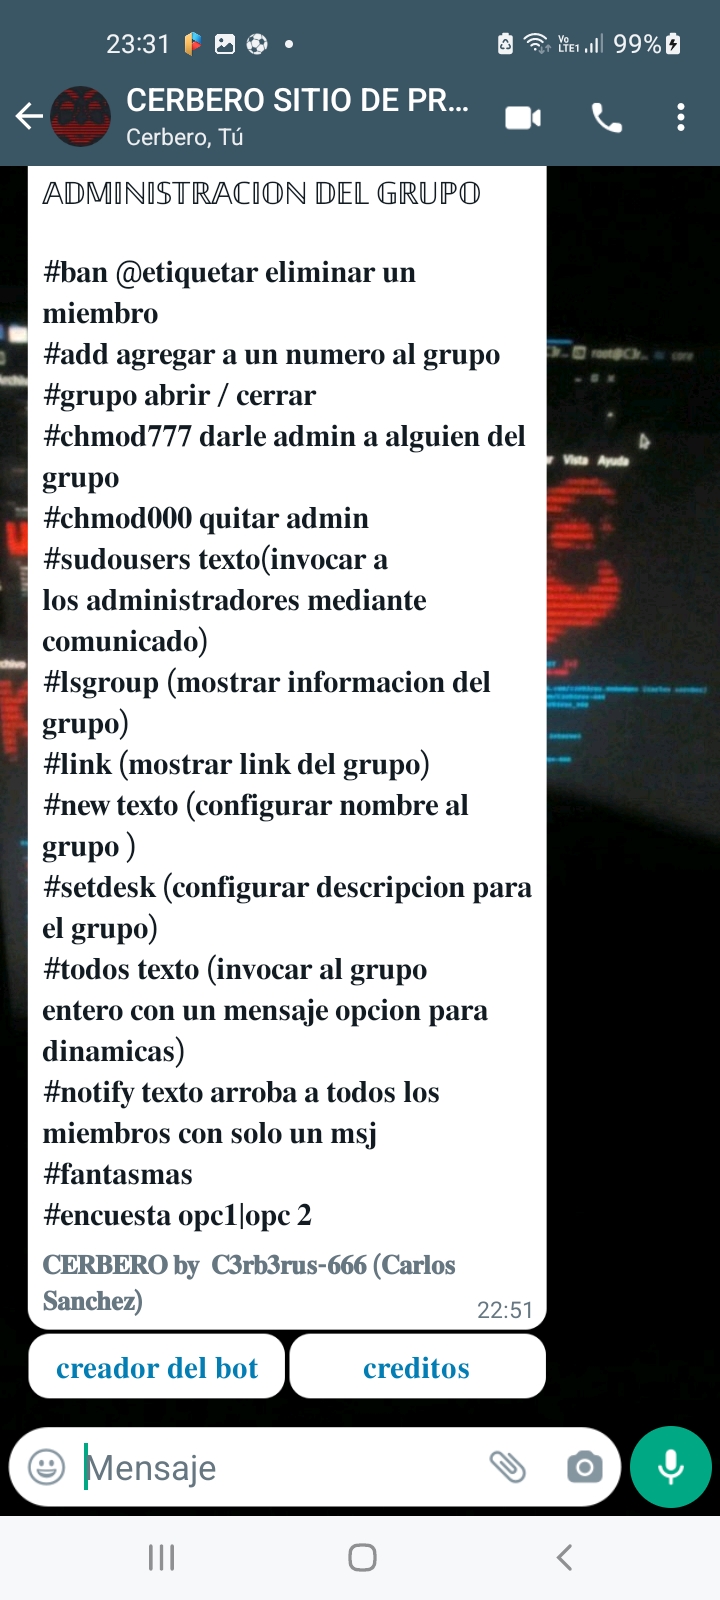 23:31
Vo
LTE1
99%
CERBERO SITIO DE PR...
Cerbero, Tú
𝔸𝔻𝕄𝕀ℕ𝕀𝕊𝕋ℝ𝔸ℂ𝕀𝕆ℕ 𝔻𝔼𝕃 𝔾ℝ𝕌ℙ𝕆
#ban @etiquetar eliminar un
miembro
#add agregar a un numero al grupo
#grupo abrir / cerrar
#chmod777 darle admin a alguien del
grupo
#chmod000 quitar admin
#sudousers texto(invocar a
los administradores mediante
comunicado)
#lsgroup (mostrar informacion del
grupo)
#link (mostrar link del grupo)
#new texto (configurar nombre al
grupo )
#setdesk (configurar descripcion para
el grupo)
#todos texto (invocar al grupo
entero con un mensaje opcion para
dinamicas)
#notify texto arroba a todos los
miembros con solo un msj
#fantasmas
#encuesta opc1|opc 2
CERBERO by C3rb3rus-666 (Carlos
Sanchez)
22:51
creador del bot
creditos
Mensaje
Vista Ayuda